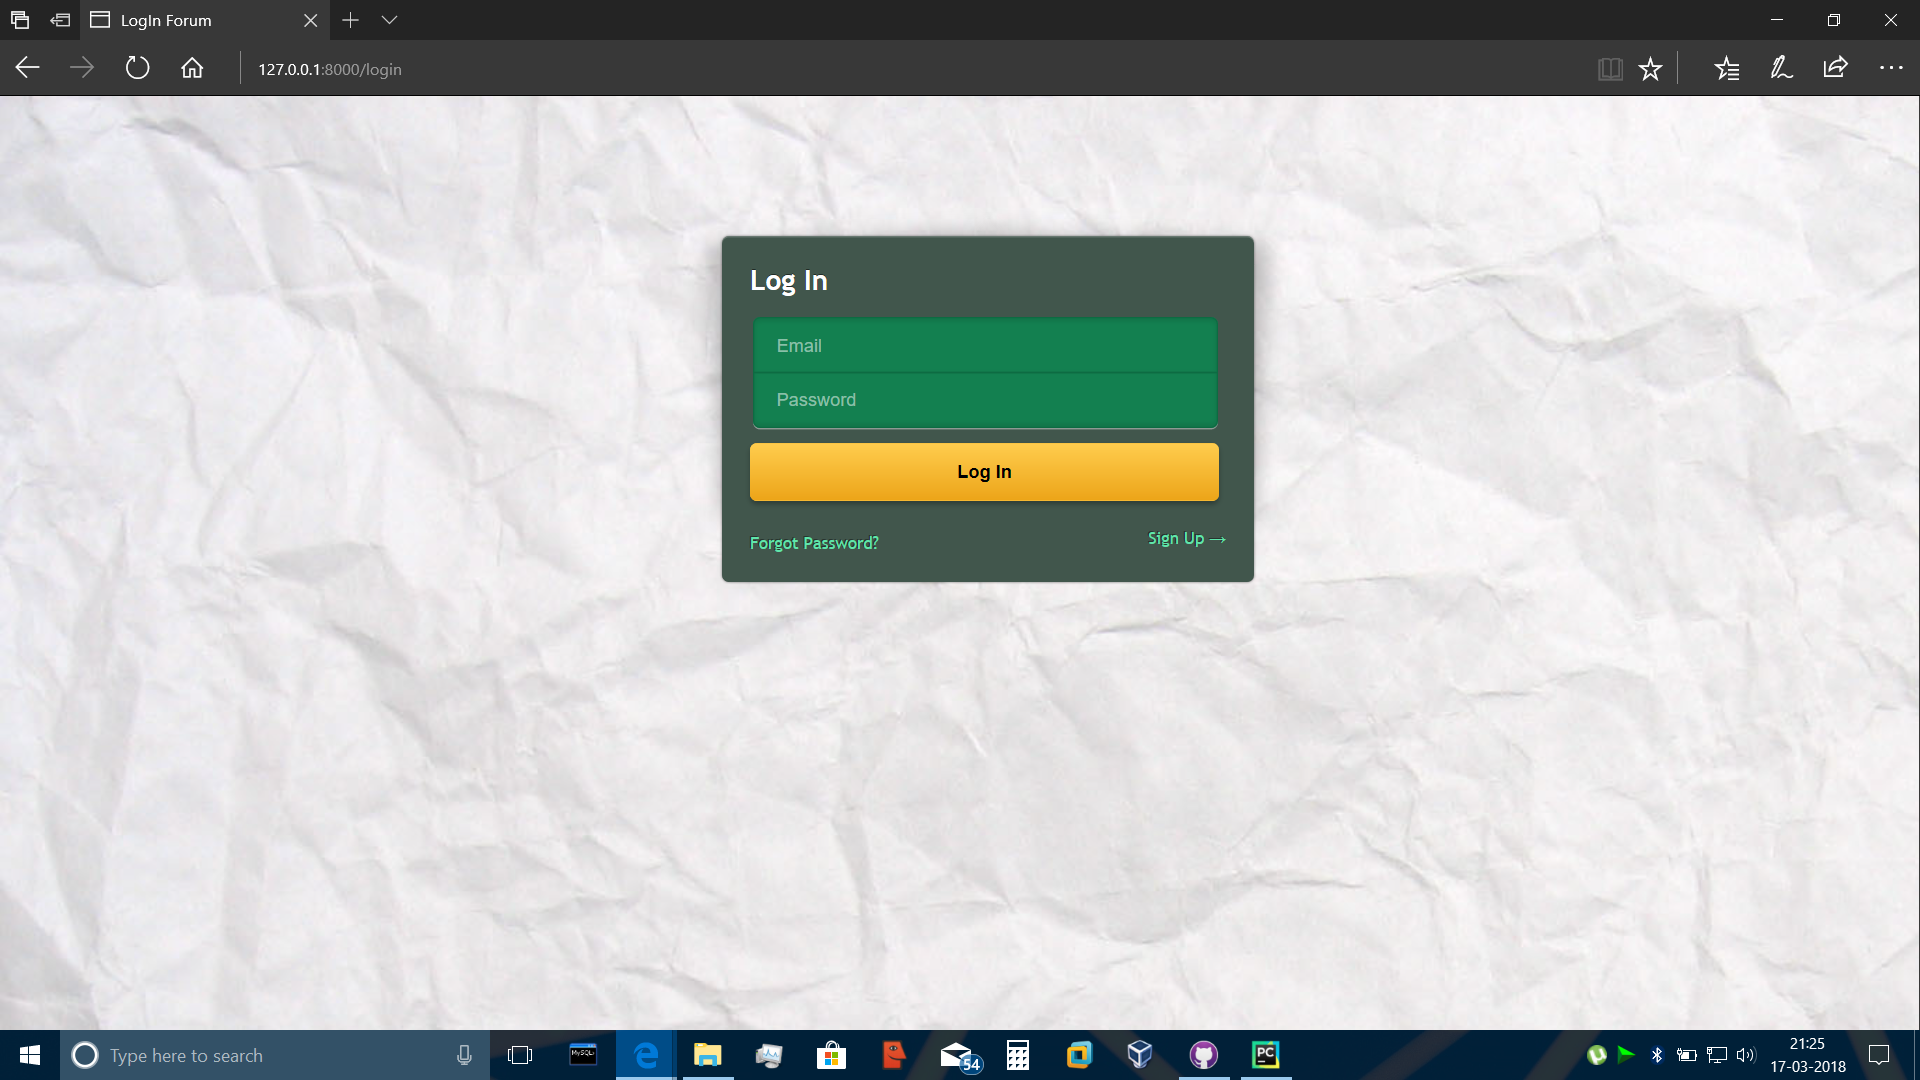 LogIn Forum
127.0.0.1:8000/login
Log In
Email
Password
Log In
Forgot Password?
Sign Up →
Type here to search
MySQL
54
PC
21:25
17-03-2018